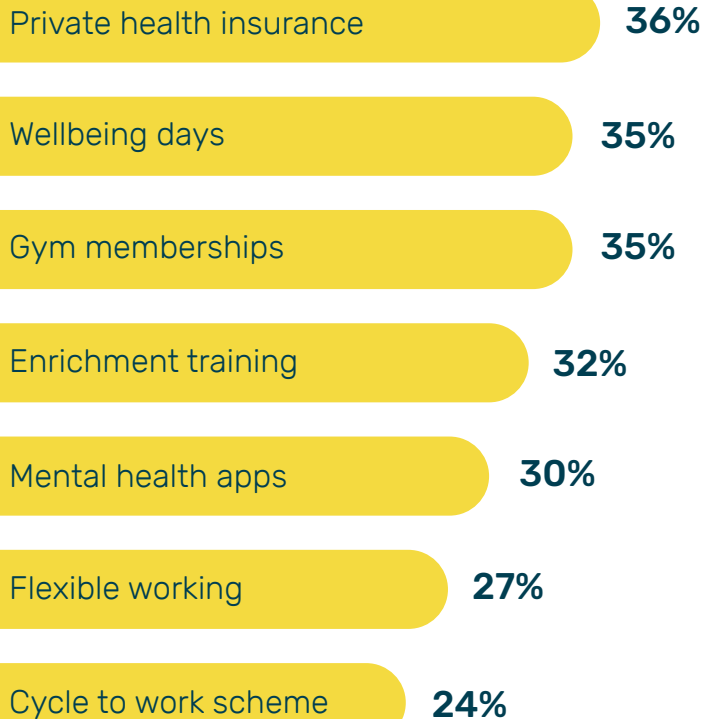 Private health insurance 36%
Wellbeing days 35%
Gym memberships 35%
Enrichment training 32%
Mental health apps 30%
Flexible working 27%
Cycle to work scheme 24%